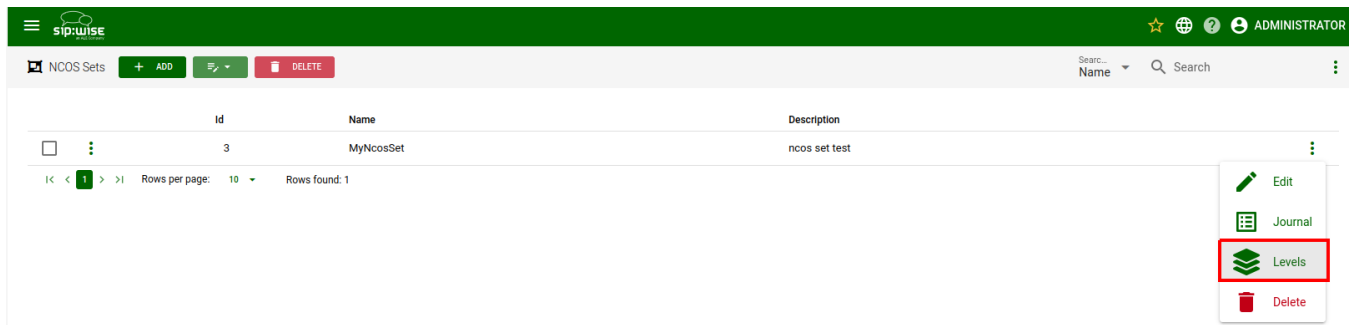 sip:wise
ADMINISTRATOR
NCOS Sets
ADD
DELETE
Searc...
Name
Search
Id Name Description
3 MyNcosSet ncos set test
1 Rows per page: 10 Rows found: 1
Edit
Journal
Levels
Delete